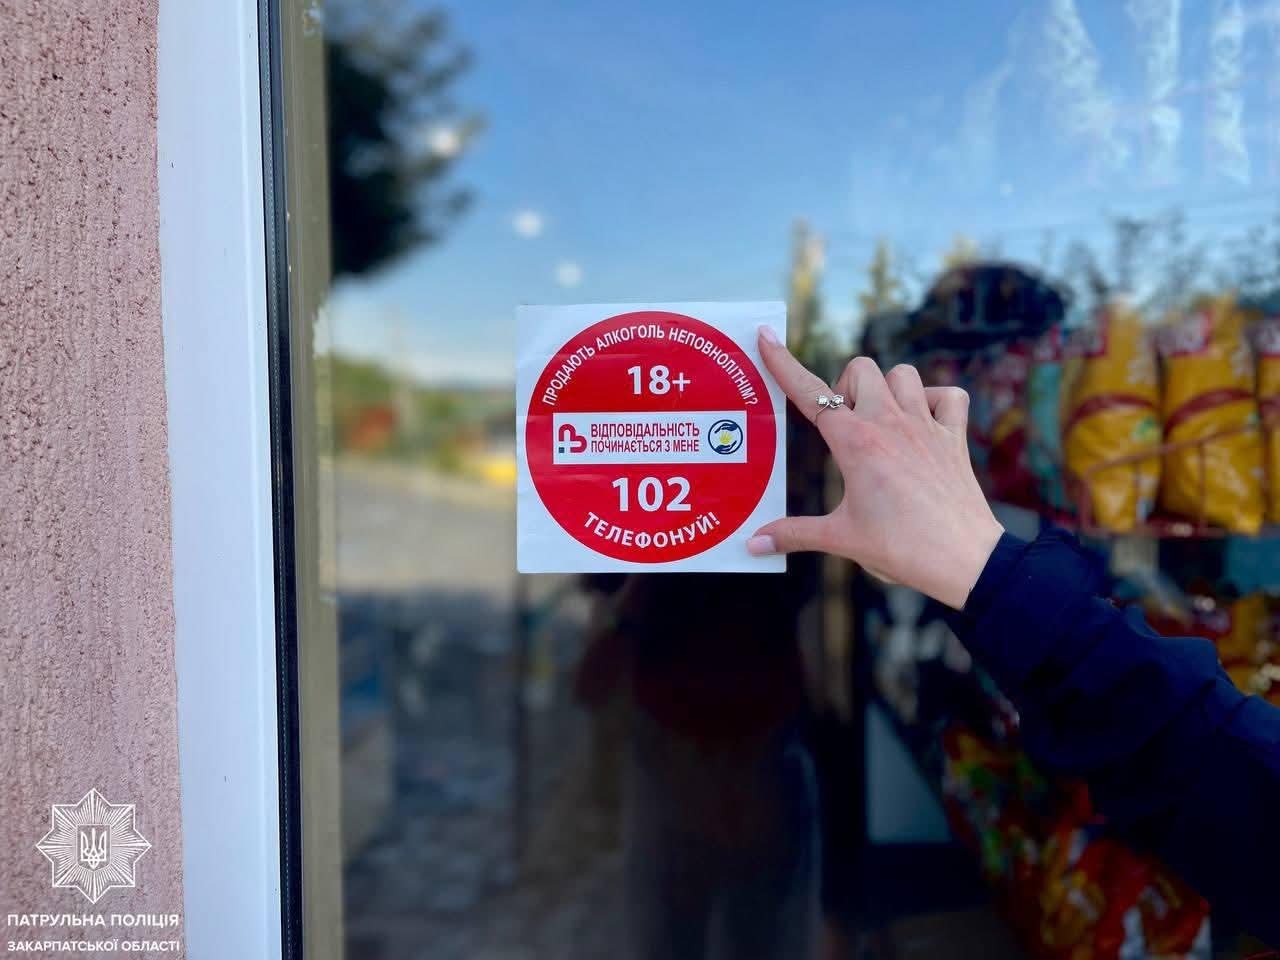 ПРОДАЮТЬ АЛКОГОЛЬ НЕПОВНОЛІТНІМ?
18+
ВІДПОВІДАЛЬНІСТЬ
ПОЧИНАЄТЬСЯ З МЕНЕ
102
ТЕЛЕФОНУЙ!
ПАТРУЛЬНА ПОЛІЦІЯ
ЗАКАРПАТСЬКОЇ ОБЛАСТІ